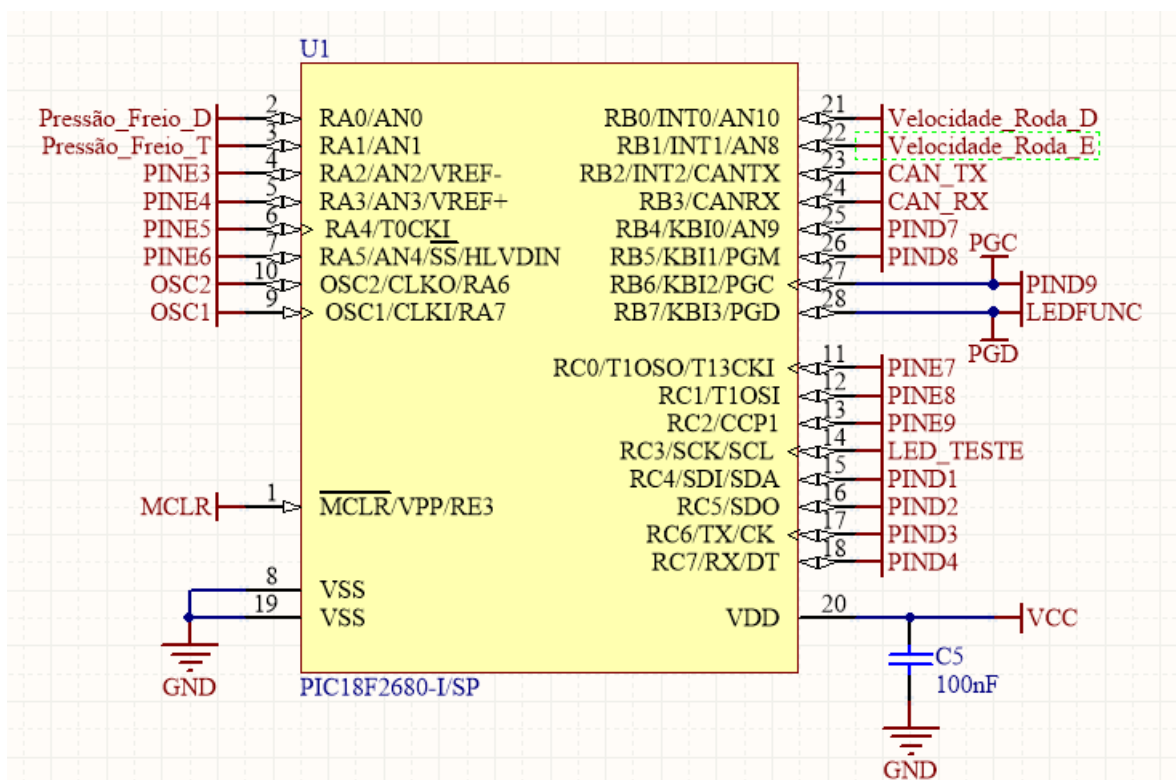 U1
Pressão_Freio_D 2 RA0/AN0 RB0/INT0/AN10 21 Velocidade_Roda_D
Pressão_Freio_T 3 RA1/AN1 RB1/INT1/AN8 22 Velocidade_Roda_E
PINE3 4 RA2/AN2/VREF- RB2/INT2/CANTX 23 CAN_TX
PINE4 5 RA3/AN3/VREF+ RB3/CANRX 24 CAN_RX
PINE5 6 RA4/T0CKI RB4/KBI0/AN9 25 PIND7
PINE6 7 RA5/AN4/SS/HLVDIN RB5/KBI1/PGM 26 PIND8
PGC
OSC2 10 OSC2/CLKO/RA6 RB6/KBI2/PGC 27 PIND9
OSC1 9 OSC1/CLKI/RA7 RB7/KBI3/PGD 28 LEDFUNC
PGD
RC0/T1OSO/T13CKI 11 PINE7
RC1/T1OSI 12 PINE8
RC2/CCP1 13 PINE9
RC3/SCK/SCL 14 LED_TESTE
RC4/SDI/SDA 15 PIND1
MCLR 1 MCLR/VPP/RE3 RC5/SDO 16 PIND2
RC6/TX/CK 17 PIND3
RC7/RX/DT 18 PIND4
8 VSS
19 VSS VDD 20 VCC
C5
100nF
GND PIC18F2680-I/SP
GND